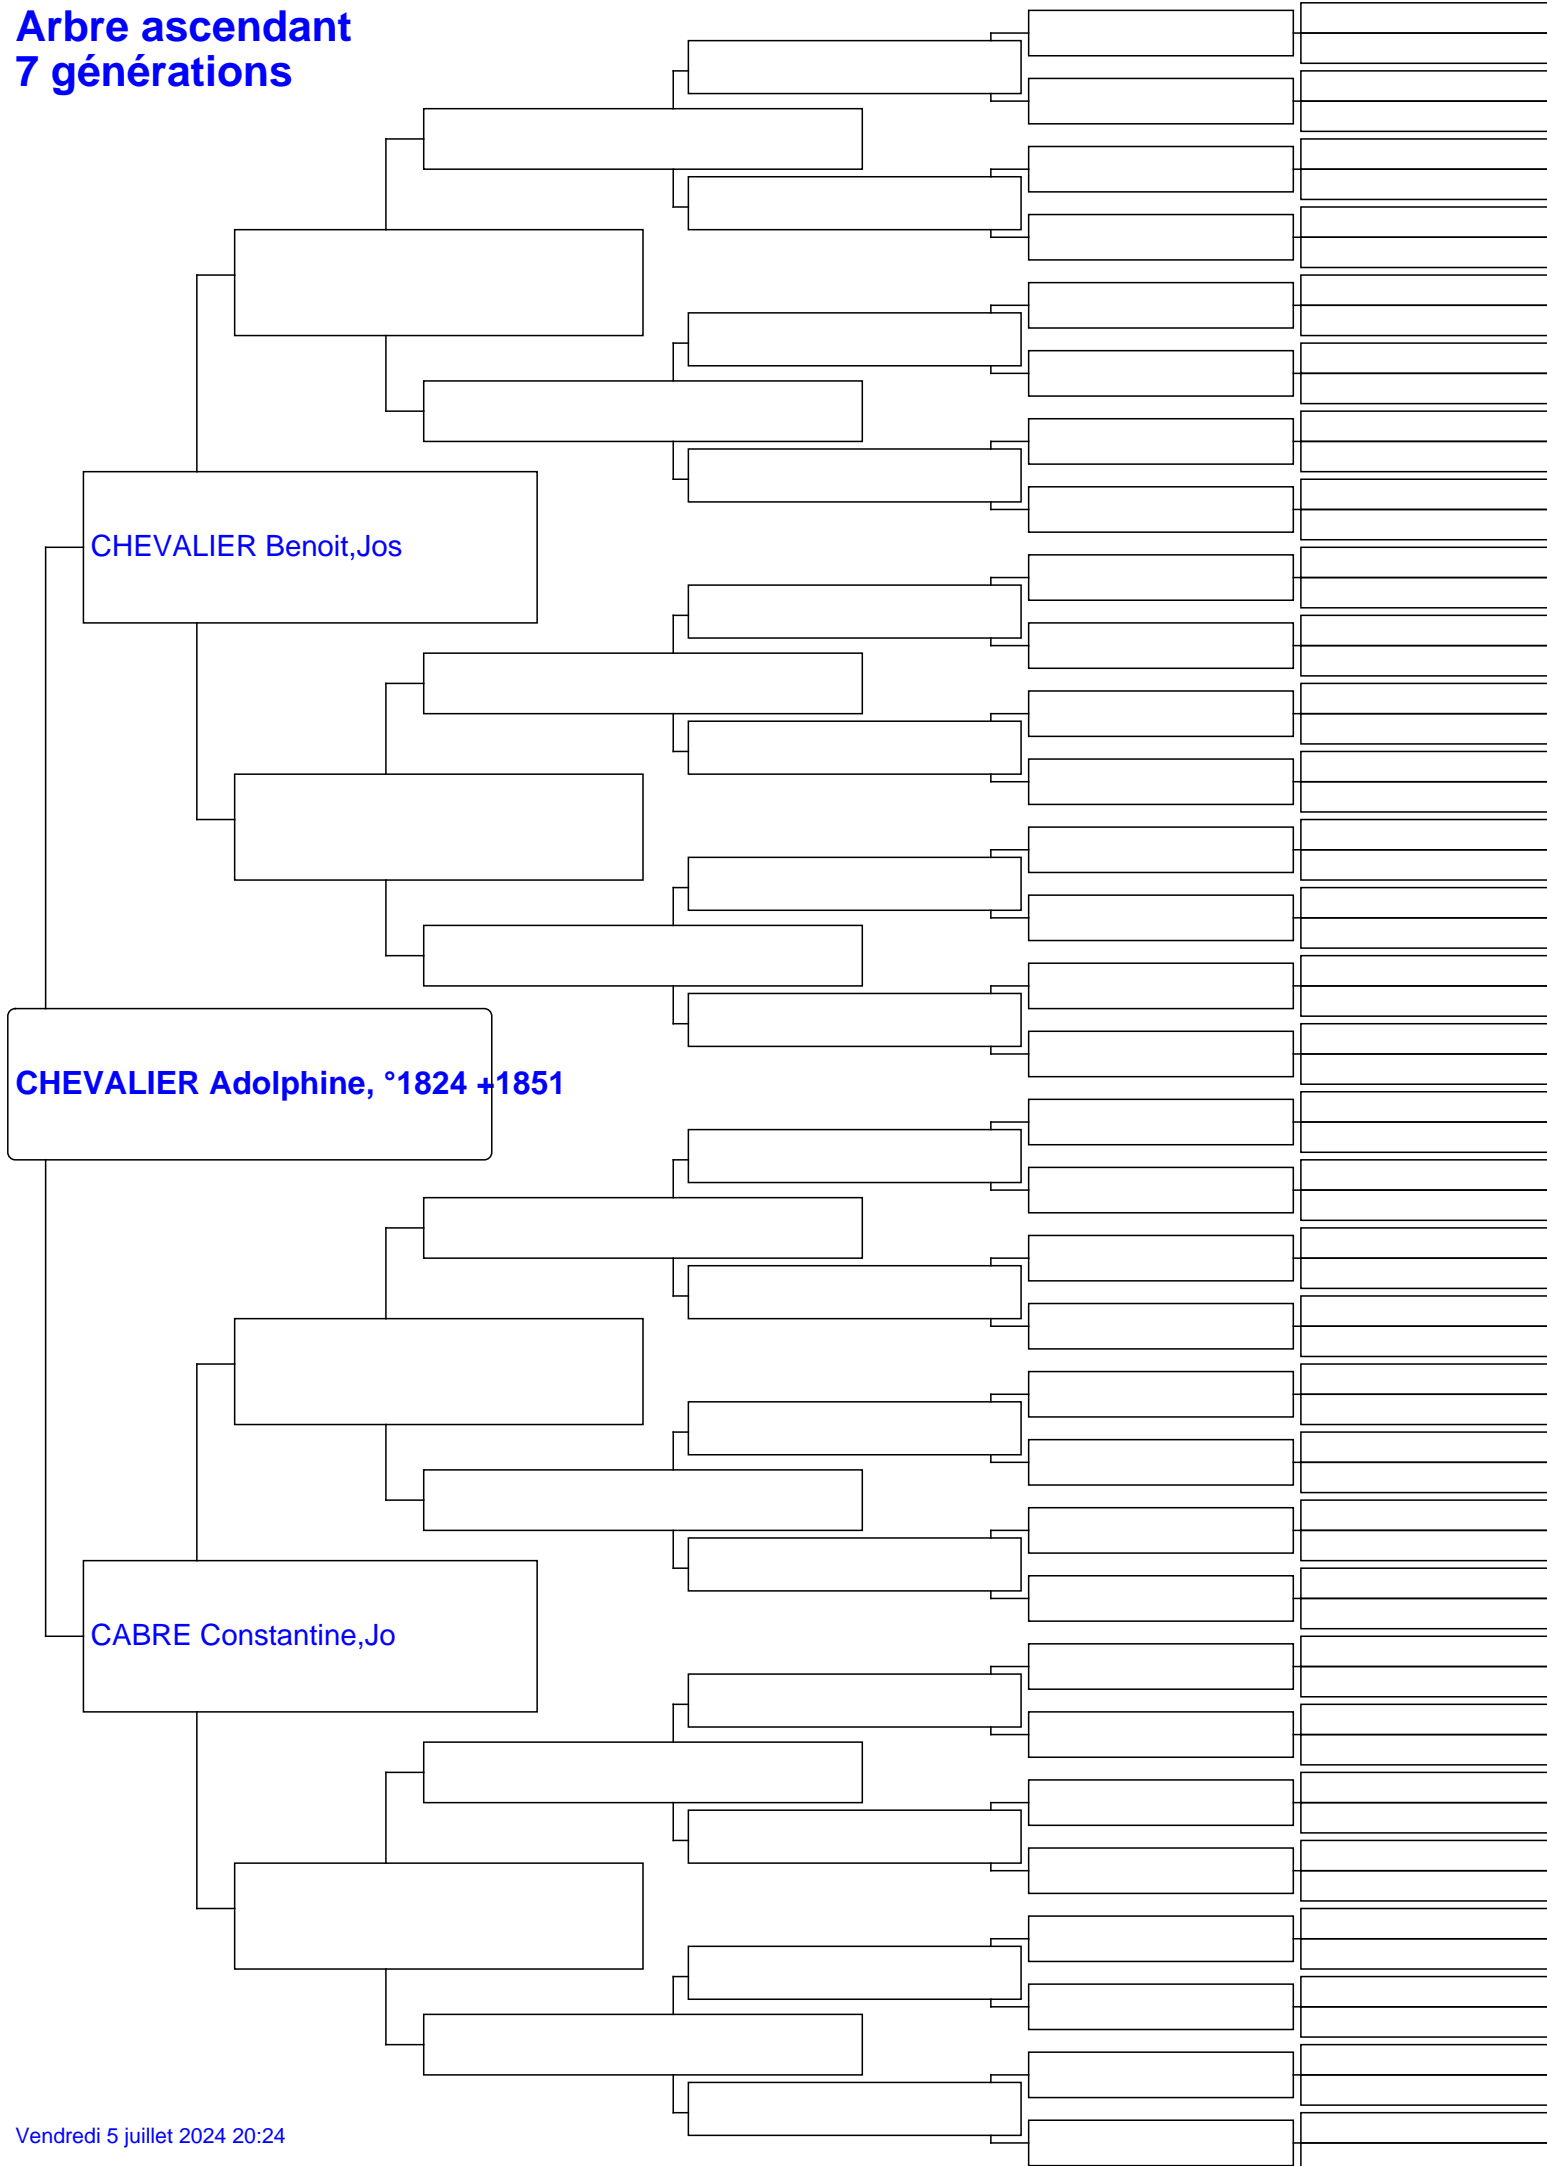 Arbre ascendant
7 générations
CHEVALIER Benoit,Jos
CHEVALIER Adolphine, °1824 +1851
CABRE Constantine,Jo
Vendredi 5 juillet 2024 20:24